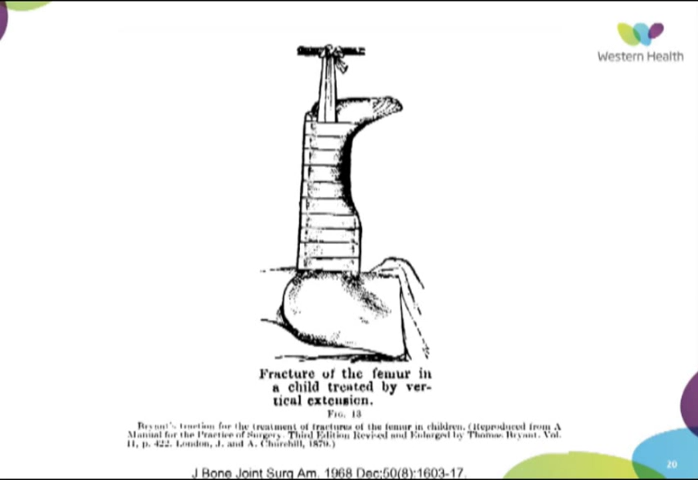 Western Health
Fracture of the femur in
a child treated by ver-
tical extension.
FIG. 13
Bryant's traction for the treatment of fractures of the femur in children. (Reproduced from A
Manual for the Practice of Surgery. Third Edition Revised and Enlarged by Thomas Bryant. Vol.
II, p. 422. London, J. and A. Churchill, 1879.)
J Bone Joint Surg Am. 1968 Dec;50(8):1603-17.
20